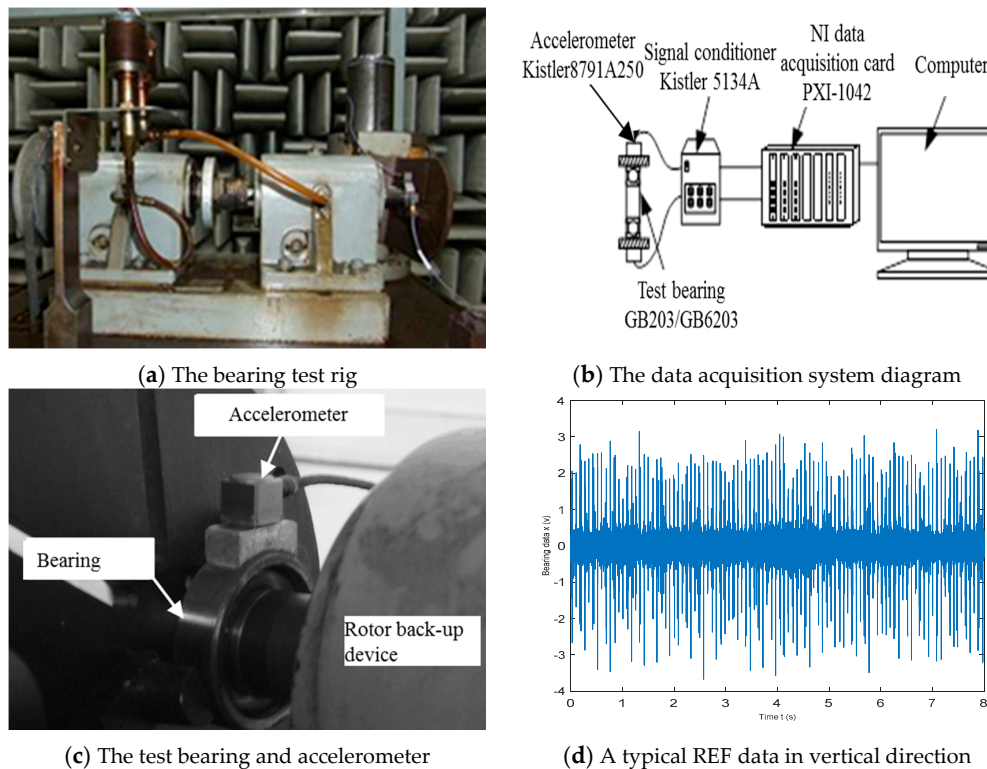 Accelerometer
Kistler8791A250
Signal conditioner
Kistler 5134A
NI data
acquisition card
PXI-1042
Computer
Test bearing
GB203/GB6203
(a) The bearing test rig
(b) The data acquisition system diagram
Accelerometer
Bearing
Rotor back-up
device
4
3
2
1
0
-1
-2
-3
-4
Bearing data x (v)
0 1 2 3 4 5 6 7 8
Time t (s)
(c) The test bearing and accelerometer
(d) A typical REF data in vertical direction